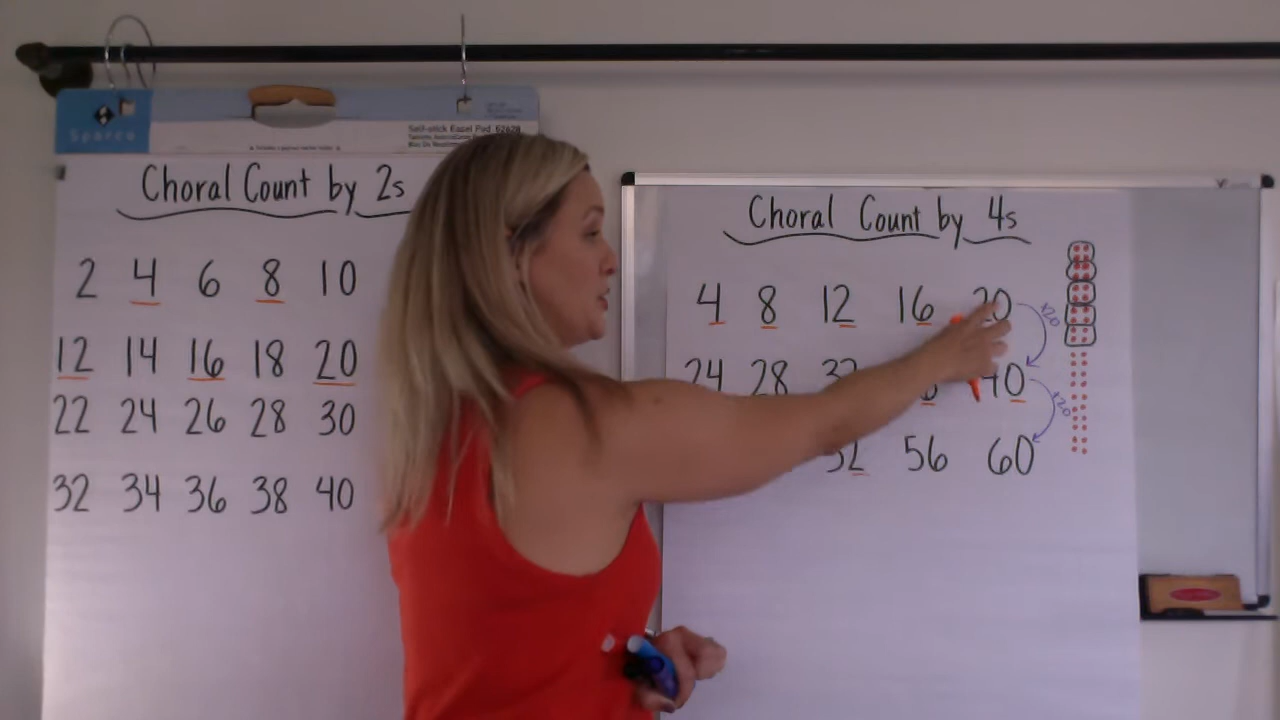 Sparco
Self-stick Easel Pad
Choral Count by 2s
2 4 6 8 10
12 14 16 18 20
22 24 26 28 30
32 34 36 38 40
Choral Count by 4s
4 8 12 16 20
+20
24 28 32 40
+20
52 56 60